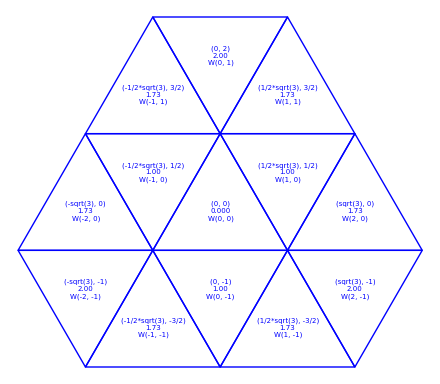 (0, 2)
2.00
W(0, 1)
(-1/2*sqrt(3), 3/2)
1.73
W(-1, 1)
(1/2*sqrt(3), 3/2)
1.73
W(1, 1)
(-1/2*sqrt(3), 1/2)
1.00
W(-1, 0)
(1/2*sqrt(3), 1/2)
1.00
W(1, 0)
(-sqrt(3), 0)
1.73
W(-2, 0)
(0, 0)
0.000
W(0, 0)
(sqrt(3), 0)
1.73
W(2, 0)
(-sqrt(3), -1)
2.00
W(-2, -1)
(0, -1)
1.00
W(0, -1)
(sqrt(3), -1)
2.00
W(2, -1)
(-1/2*sqrt(3), -3/2)
1.73
W(-1, -1)
(1/2*sqrt(3), -3/2)
1.73
W(1, -1)